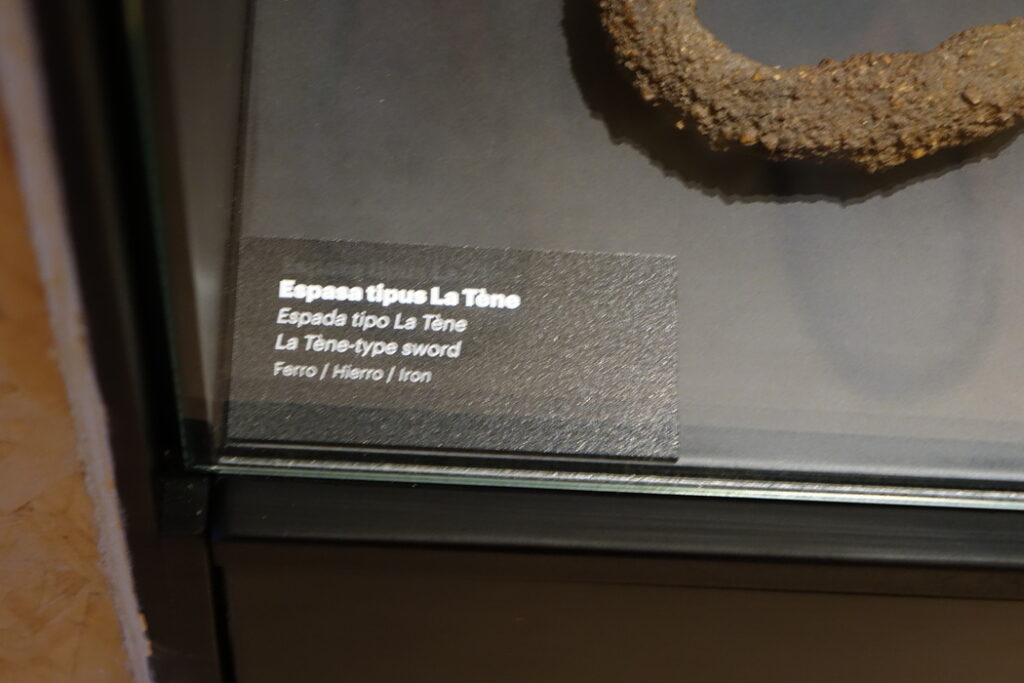 Espasa tipus La Tène
Espada tipo La Tène
La Tène-type sword
Ferro / Hierro / Iron